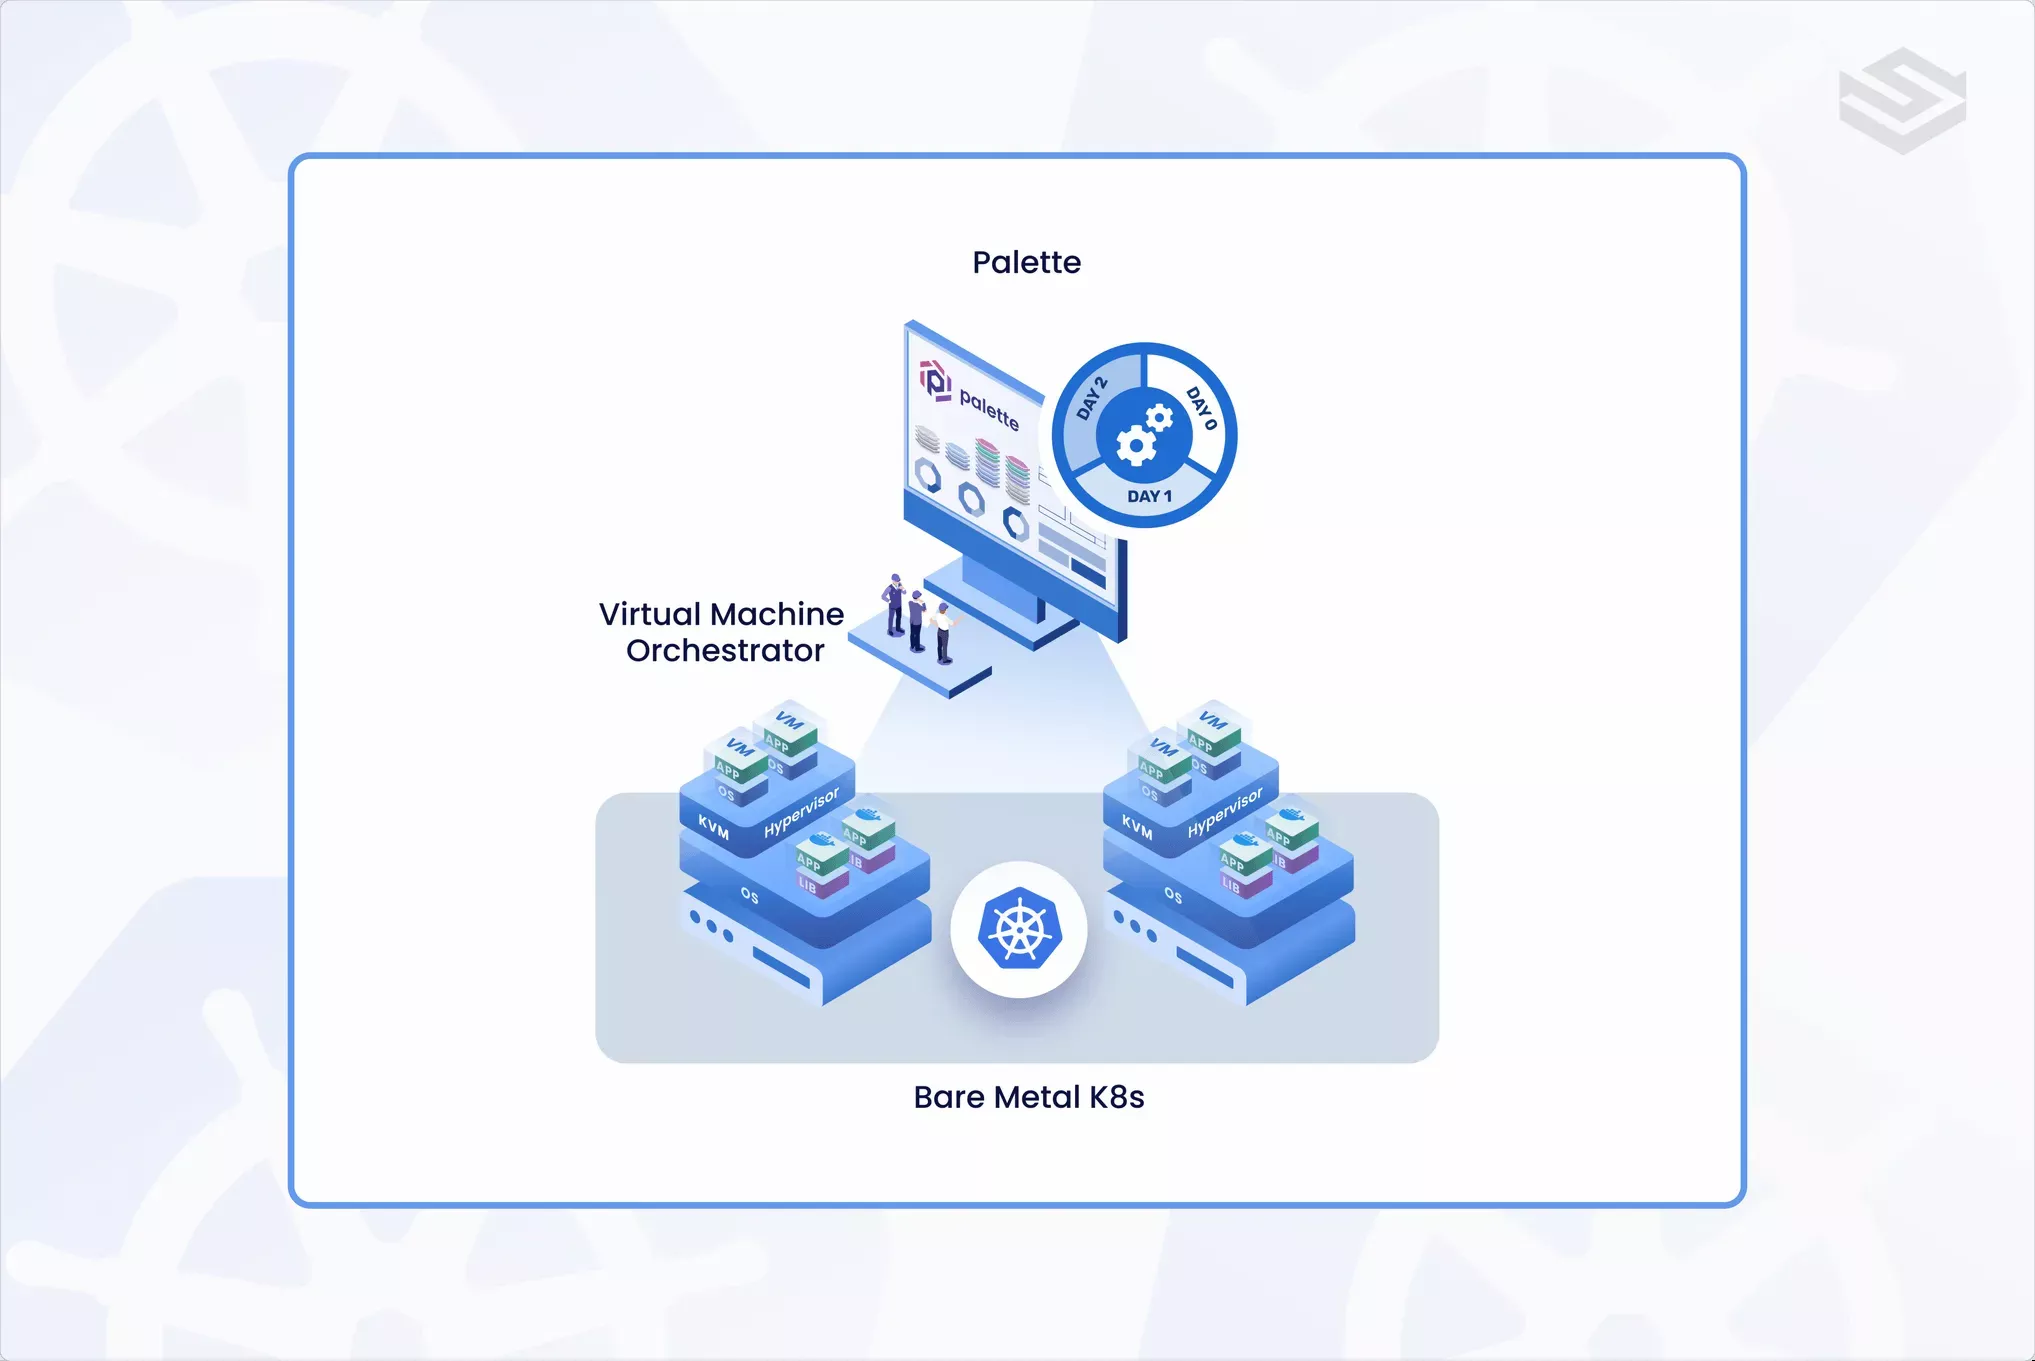 Palette
palette
DAY 2
DAY 0
DAY 1
Virtual Machine
Orchestrator
VM
APP
OS
VM
APP
OS
KVM
Hypervisor
APP
LIB
APP
IB
OS
VM
APP
OS
VM
APP
OS
KVM
Hypervisor
APP
LIB
APP
IB
OS
Bare Metal K8s